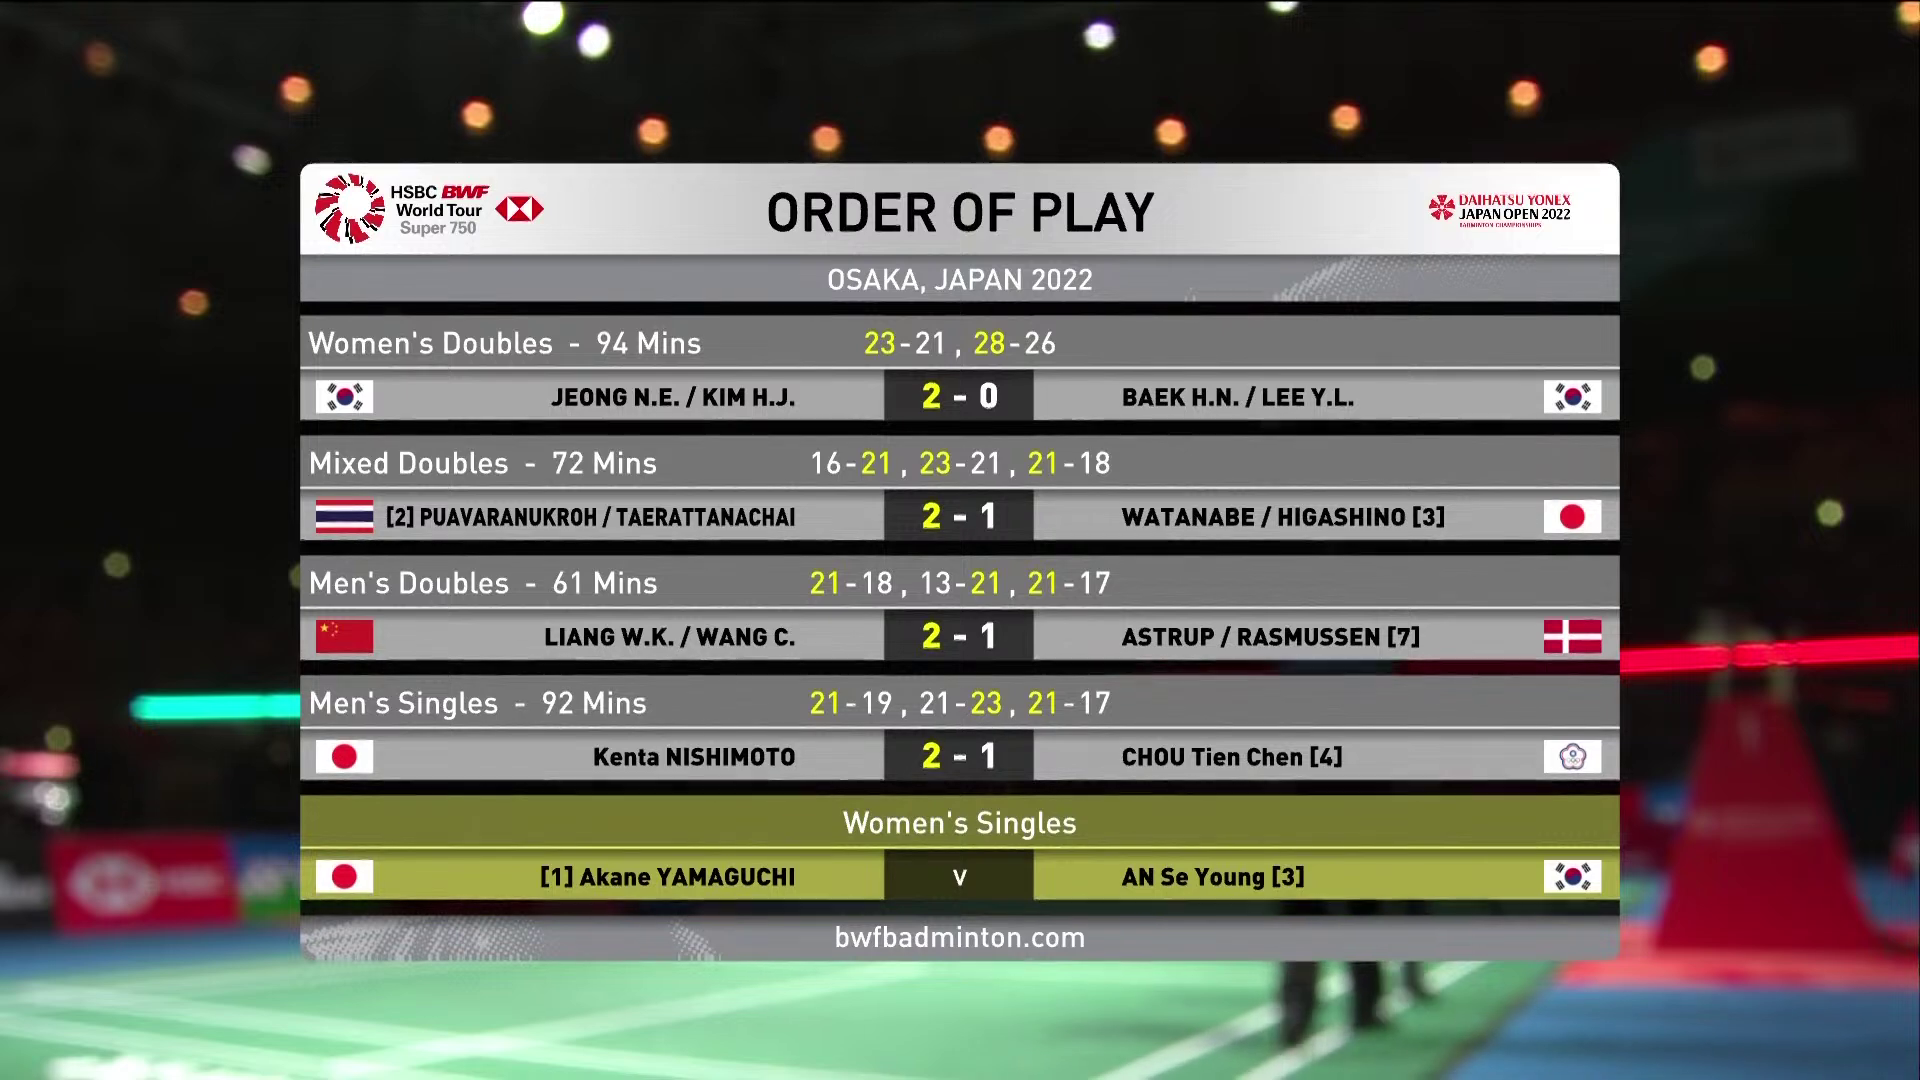 HSBC BWF
World Tour
Super 750
ORDER OF PLAY
DAIHATSU YONEX
JAPAN OPEN 2022
BADMINTON CHAMPIONSHIPS
OSAKA, JAPAN 2022
Women's Doubles - 94 Mins 23-21 , 28-26
JEONG N.E. / KIM H.J. 2 - 0 BAEK H.N. / LEE Y.L.
Mixed Doubles - 72 Mins 16-21 , 23-21 , 21-18
[2] PUAVARANUKROH / TAERATTANACHAI 2 - 1 WATANABE / HIGASHINO [3]
Men's Doubles - 61 Mins 21-18 , 13-21 , 21-17
LIANG W.K. / WANG C. 2 - 1 ASTRUP / RASMUSSEN [7]
Men's Singles - 92 Mins 21-19 , 21-23 , 21-17
Kenta NISHIMOTO 2 - 1 CHOU Tien Chen [4]
Women's Singles
[1] Akane YAMAGUCHI v AN Se Young [3]
bwfbadminton.com